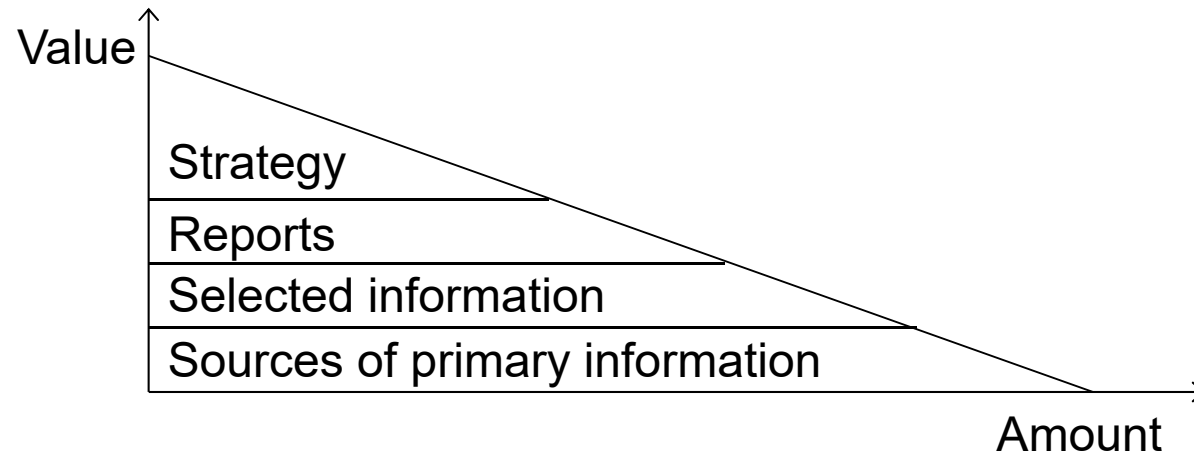 Value
Strategy
Reports
Selected information
Sources of primary information
Amount